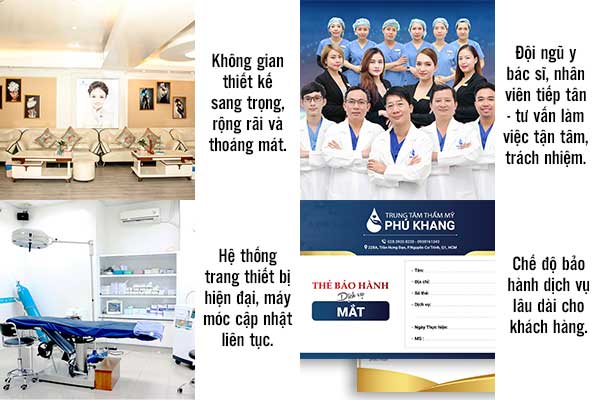 Không gian
thiết kế
sang trọng,
rộng rãi và
thoáng mát.
Đội ngũ y
bác sĩ, nhân
viên tiếp tân
- tư vấn làm
việc tận tâm,
trách nhiệm.
Hệ thống
trang thiết bị
hiện đại, máy
móc cập nhật
liên tục.
TRUNG TÂM THẨM MỸ
PHÚ KHANG
THẺ BẢO HÀNH
Dịch vụ
MẮT
- Tên:
- Địa chỉ:
- Số thẻ:
- Dịch vụ:
- Ngày Thực Hiện:
- MS :
Chế độ bảo
hành dịch vụ
lâu dài cho
khách hàng.